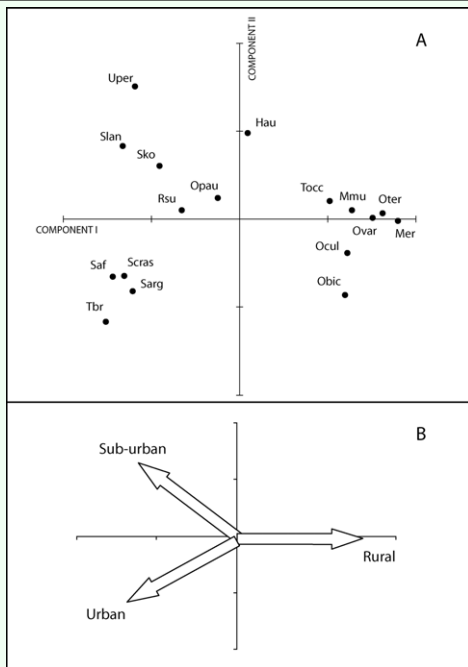 A
COMPONENT II
Uper
Hau
Slan
Sko
Opau
Rsu
Tocc
Mmu
Oter
COMPONENT I
Ovar
Mer
Ocul
Saf
Scras
Sarg
Obic
Tbr
B
Sub-urban
Rural
Urban